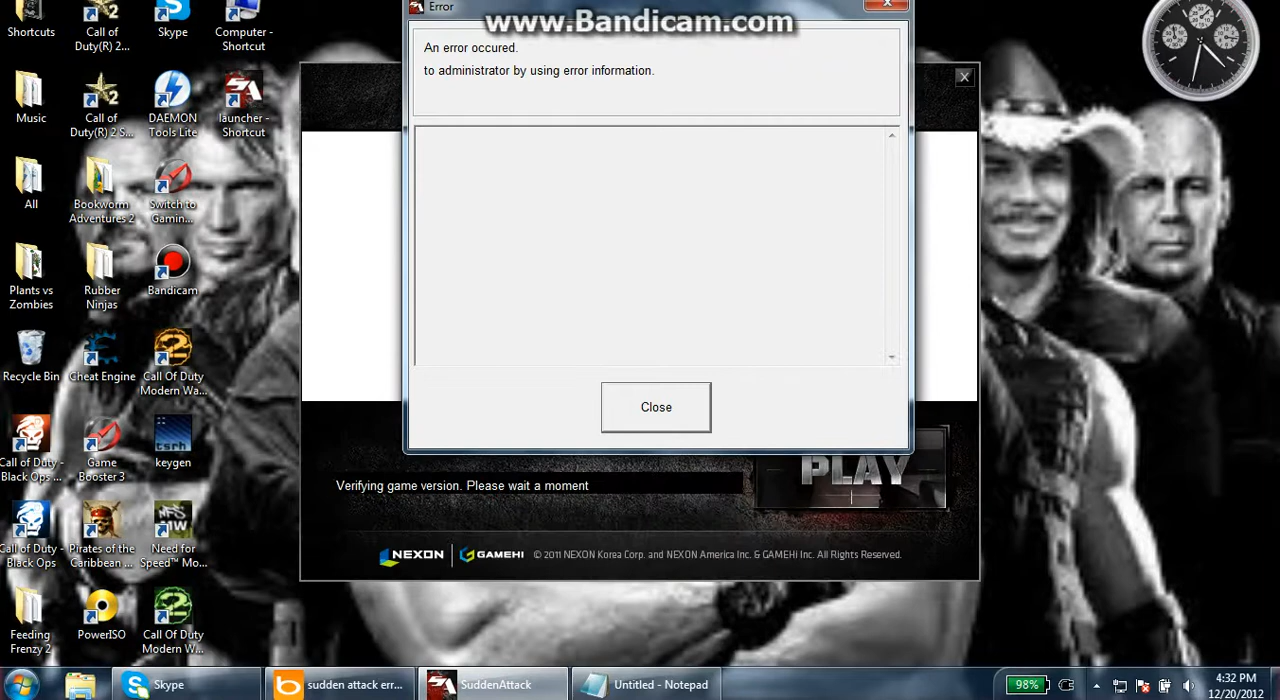 Error
www.Bandicam.com
An error occured.
to administrator by using error information.
Close
Verifying game version. Please wait a moment
PLAY
NEXON
GAMEHI
© 2011 NEXON Korea Corp. and NEXON America Inc. & GAMEHI Inc. All Rights Reserved.
Shortcuts
Call of
Duty(R) 2...
Skype
Computer -
Shortcut
Music
Call of
Duty(R) 2 S...
DAEMON
Tools Lite
launcher -
Shortcut
All
Bookworm
Adventures 2
Switch to
Gaming...
Plants vs
Zombies
Rubber
Ninjas
Bandicam
Recycle Bin
Cheat Engine
Call Of Duty
Modern Wa...
Call of Duty -
Black Ops ...
Game
Booster 3
tsrh
keygen
Call of Duty -
Black Ops
Pirates of the
Caribbean ...
Need for
Speed™ Mo...
Feeding
Frenzy 2
PowerISO
Call Of Duty
Modern W...
Skype
sudden attack err...
SuddenAttack
Untitled - Notepad
98%
4:32 PM
12/20/2012